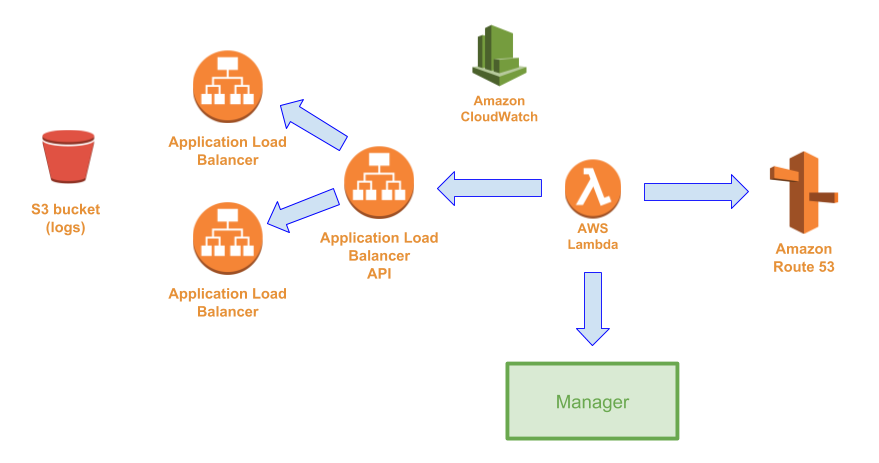 Amazon
CloudWatch
Application Load
Balancer
S3 bucket
(logs)
Application Load
Balancer
API
AWS
Lambda
Amazon
Route 53
Application Load
Balancer
Manager